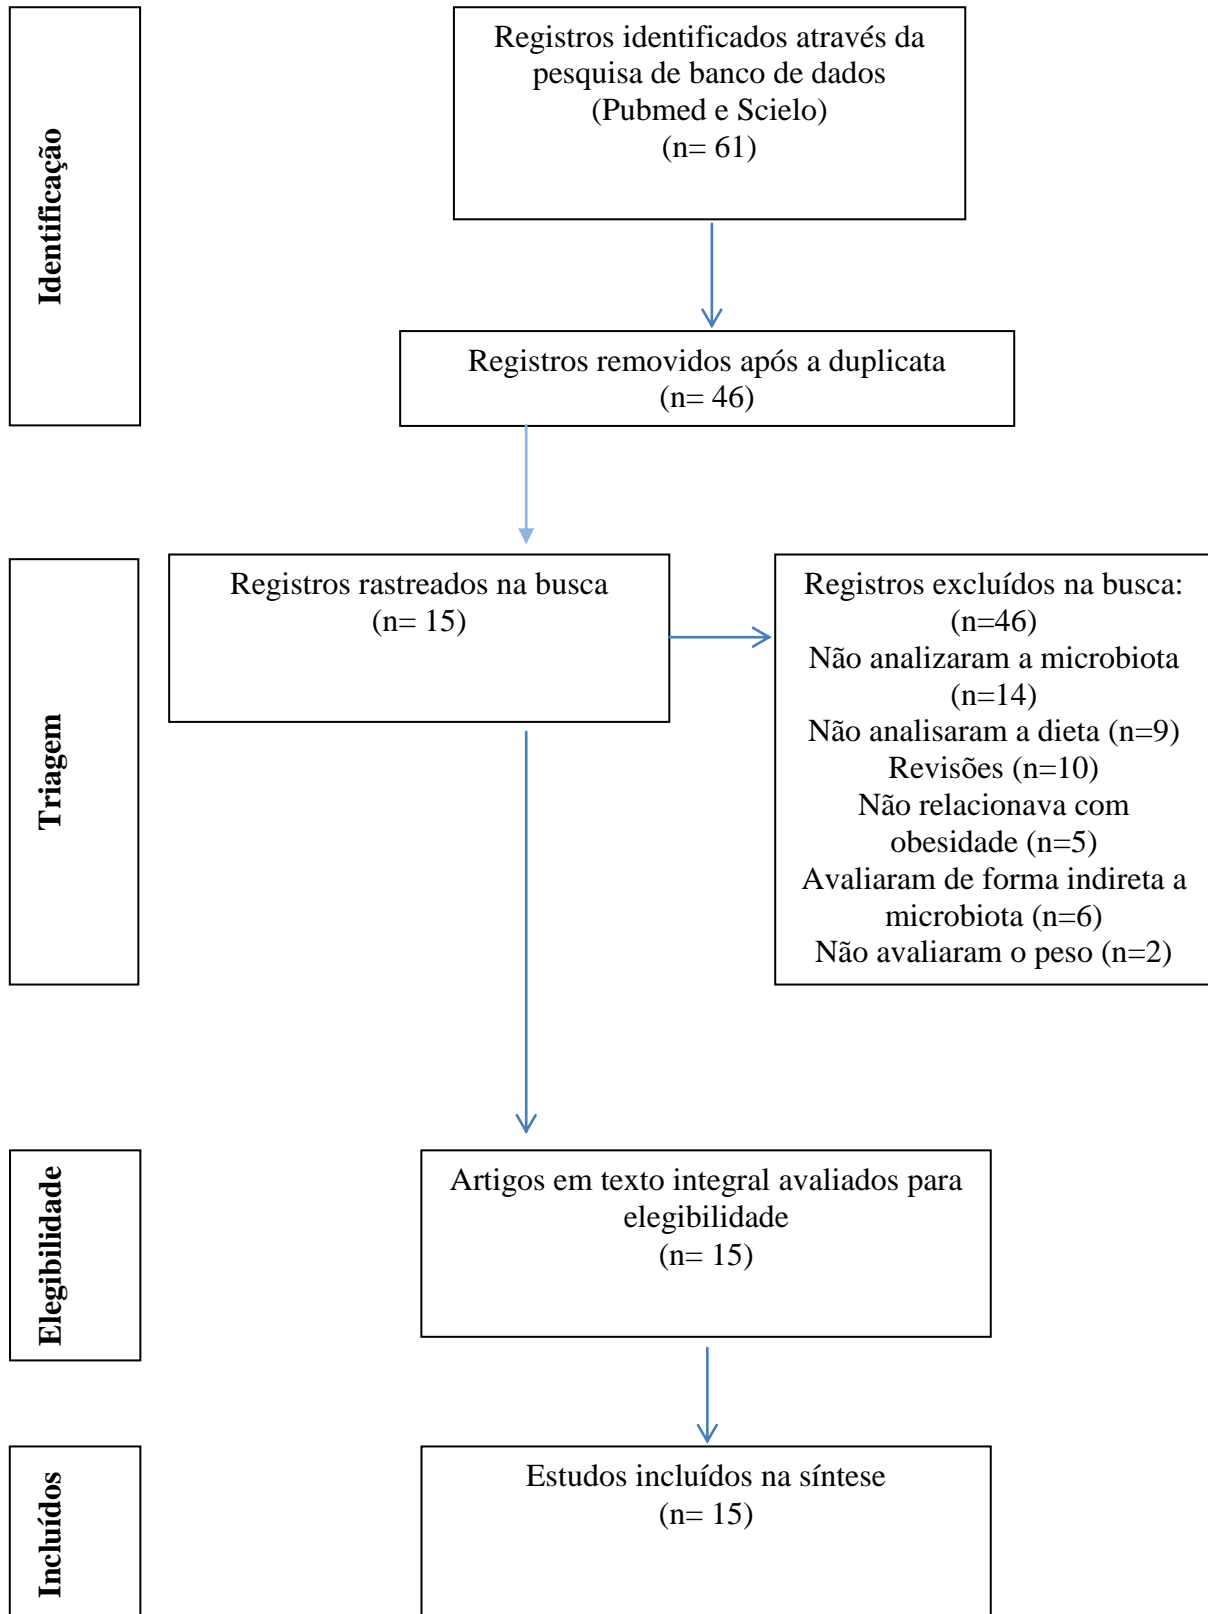 Identificação
Registros identificados através da
pesquisa de banco de dados
(Pubmed e Scielo)
(n= 61)
Registros removidos após a duplicata
(n= 46)
Triagem
Registros rastreados na busca
(n= 15)
Registros excluídos na busca:
(n=46)
Não analizaram a microbiota
(n=14)
Não analisaram a dieta (n=9)
Revisões (n=10)
Não relacionava com
obesidade (n=5)
Avaliaram de forma indireta a
microbiota (n=6)
Não avaliaram o peso (n=2)
Elegibilidade
Artigos em texto integral avaliados para
elegibilidade
(n= 15)
Incluídos
Estudos incluídos na síntese
(n= 15)